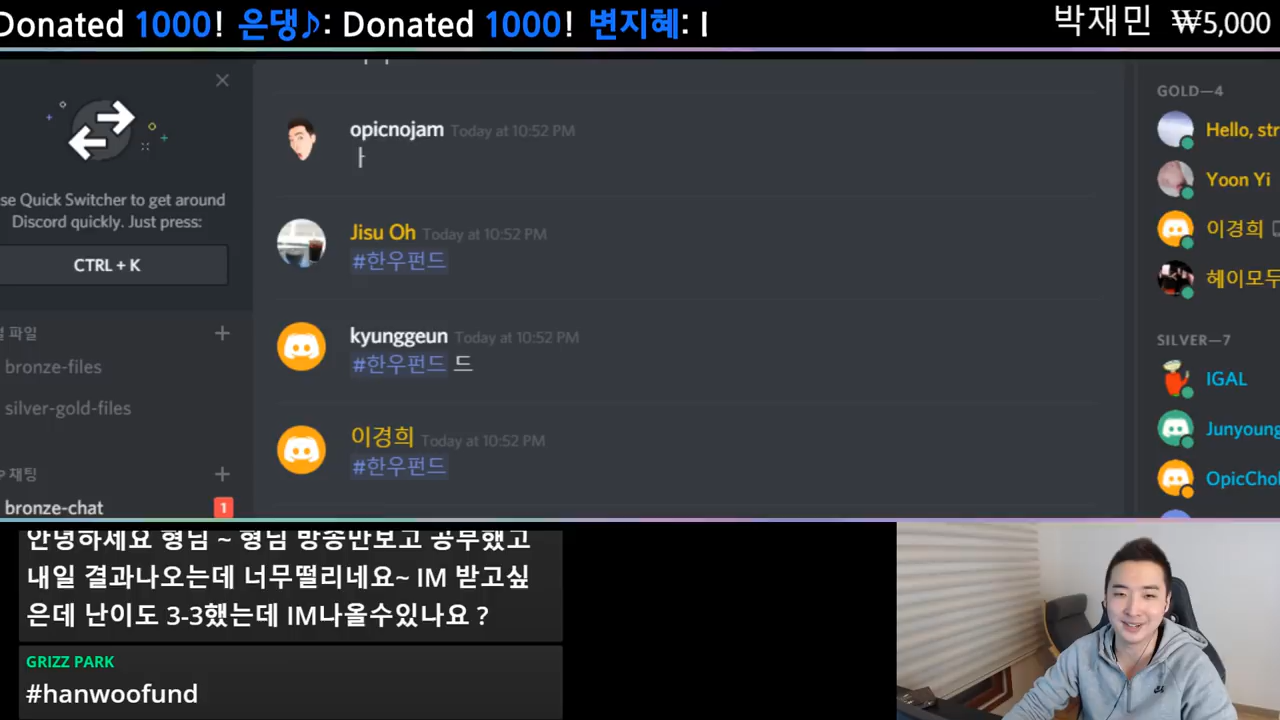 Donated 1000! 은댕♪: Donated 1000! 변지혜: I
박재민 ₩5,000
se Quick Switcher to get around
Discord quickly. Just press:
CTRL + K
파일
bronze-files
silver-gold-files
채팅
bronze-chat
1
opicnojam Today at 10:52 PM
ㅏ
Jisu Oh Today at 10:52 PM
#한우펀드
kyunggeun Today at 10:52 PM
#한우펀드 드
이경희 Today at 10:52 PM
#한우펀드
GOLD—4
Hello, str
Yoon Yi
이경희
헤이모두
SILVER—7
IGAL
Junyoung
OpicChol
안녕하세요 형님 ~ 형님 방송만보고 공부했고
내일 결과나오는데 너무떨리네요~ IM 받고싶
은데 난이도 3-3했는데 IM나올수있나요 ?
GRIZZ PARK
#hanwoofund